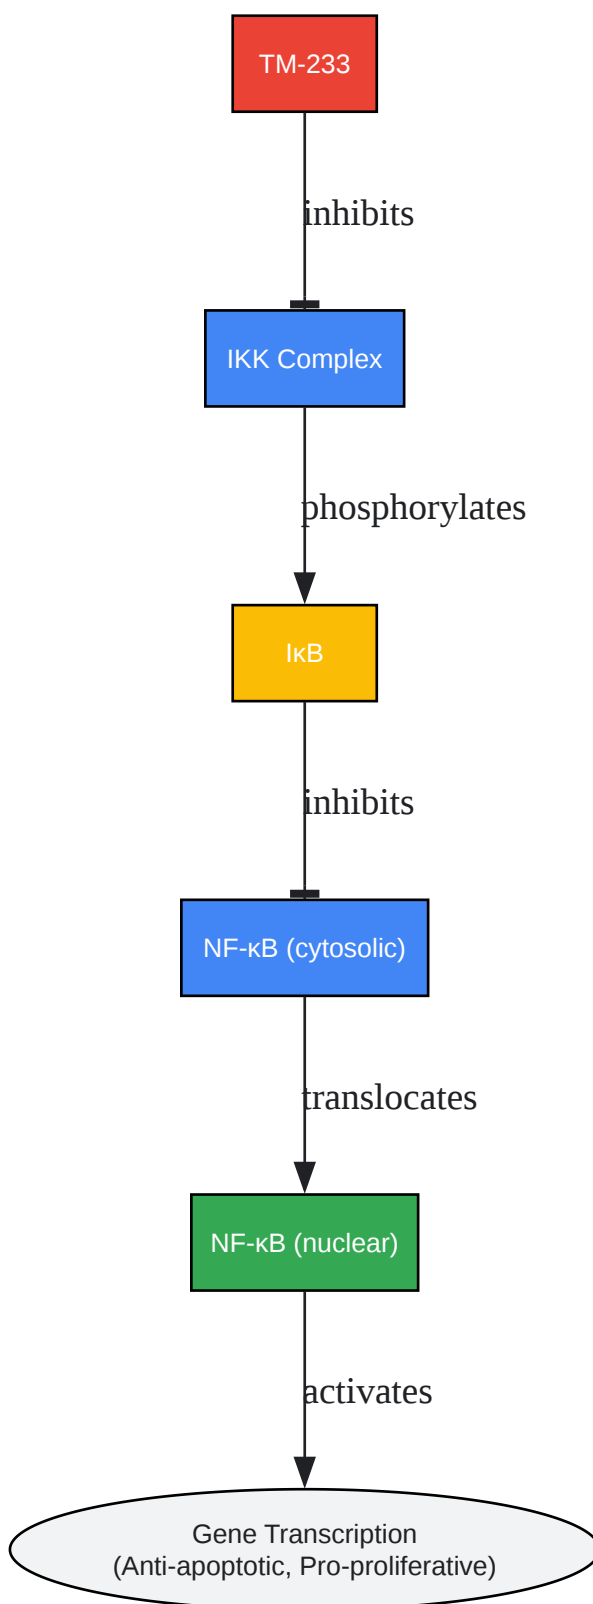 TM-233
inhibits
IKK Complex
phosphorylates
IκB
inhibits
NF-κB (cytosolic)
translocates
NF-κB (nuclear)
activates
Gene Transcription
(Anti-apoptotic, Pro-proliferative)